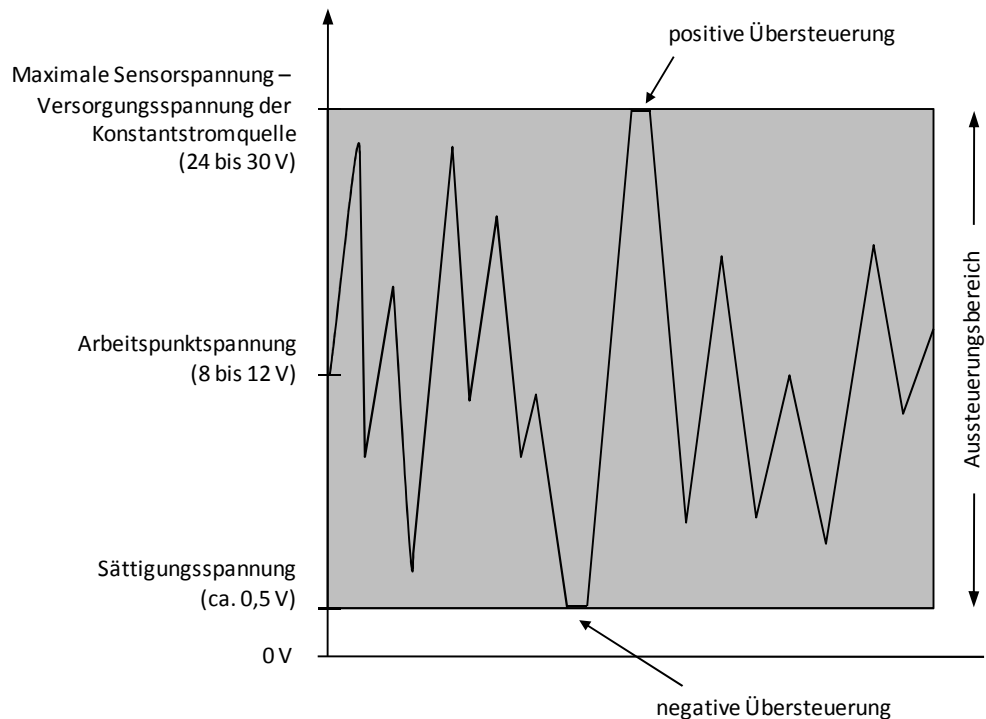 positive Übersteuerung
Maximale Sensorspannung –
Versorgungsspannung der
Konstantstromquelle
(24 bis 30 V)
Aussteuerungsbereich
Arbeitspunktspannung
(8 bis 12 V)
Sättigungsspannung
(ca. 0,5 V)
0 V
negative Übersteuerung